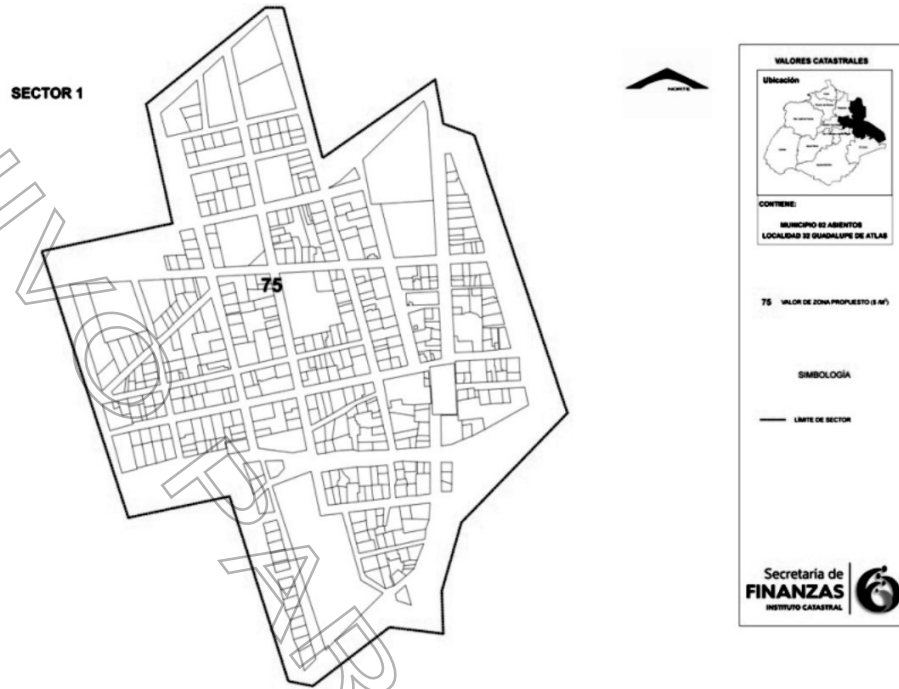 SECTOR 1
75
NORTE
VALORES CATASTRALES
Ubicación
CONTIENE:
MUNICIPIO 02 ASIENTOS
LOCALIDAD 32 GUADALUPE DE ATLAS
75 VALOR DE ZONA PROPUESTO ($/M²)
SIMBOLOGÍA
LÍMITE DE SECTOR
Secretaría de
FINANZAS
INSTITUTO CATASTRAL